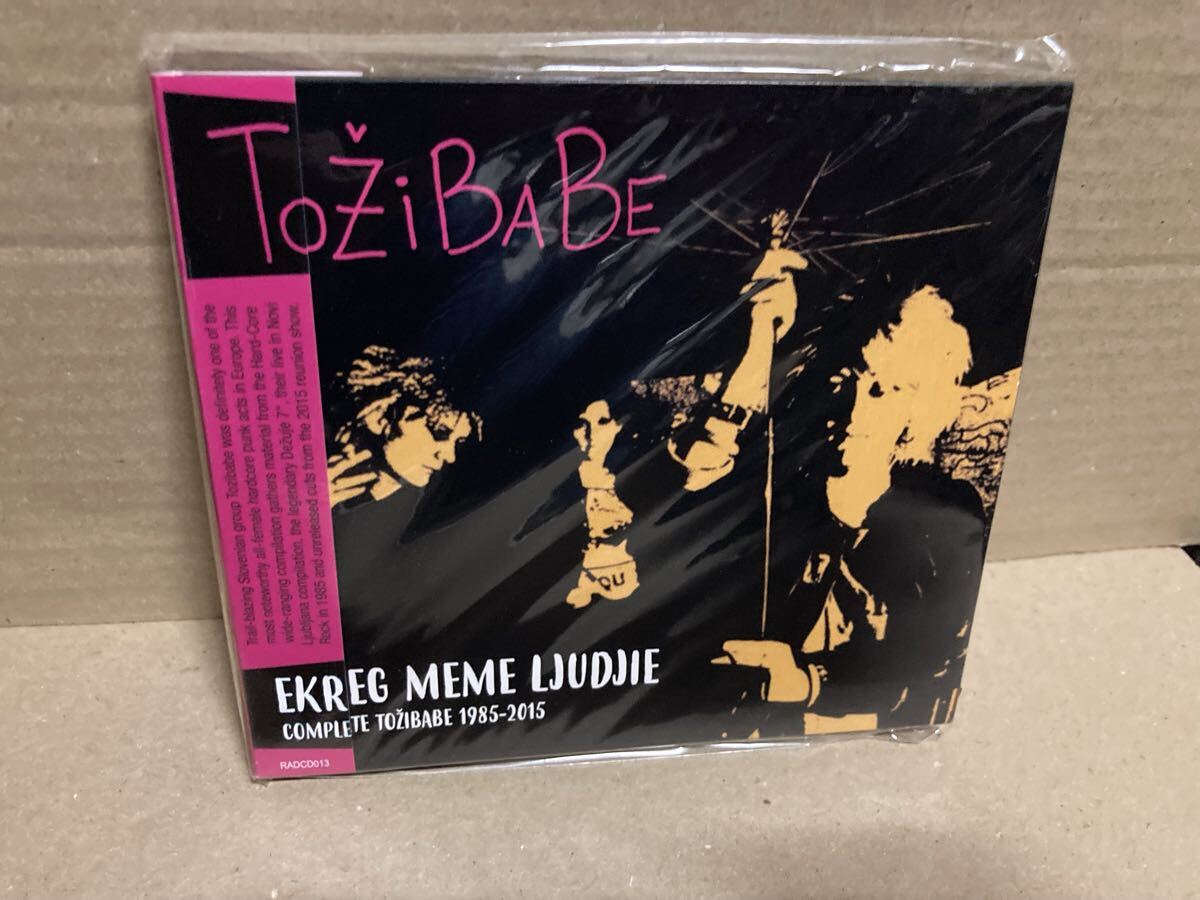 TOŽiBABE
Trail-blazing Slovenian group Tozibabe was definitely one of the
most noteworthy all-female hardcore punk acts in Europe. This
wide-ranging compilation gathers material from the Hard-Core
Ljubljana compilation, the legendary Dežuje 7", their live in Novi
Rock in 1985 and unreleased cuts from the 2015 reunion show.
OU
EKREG MEME LJUDJIE
COMPLETE TOŽIBABE 1985-2015
RADCD013